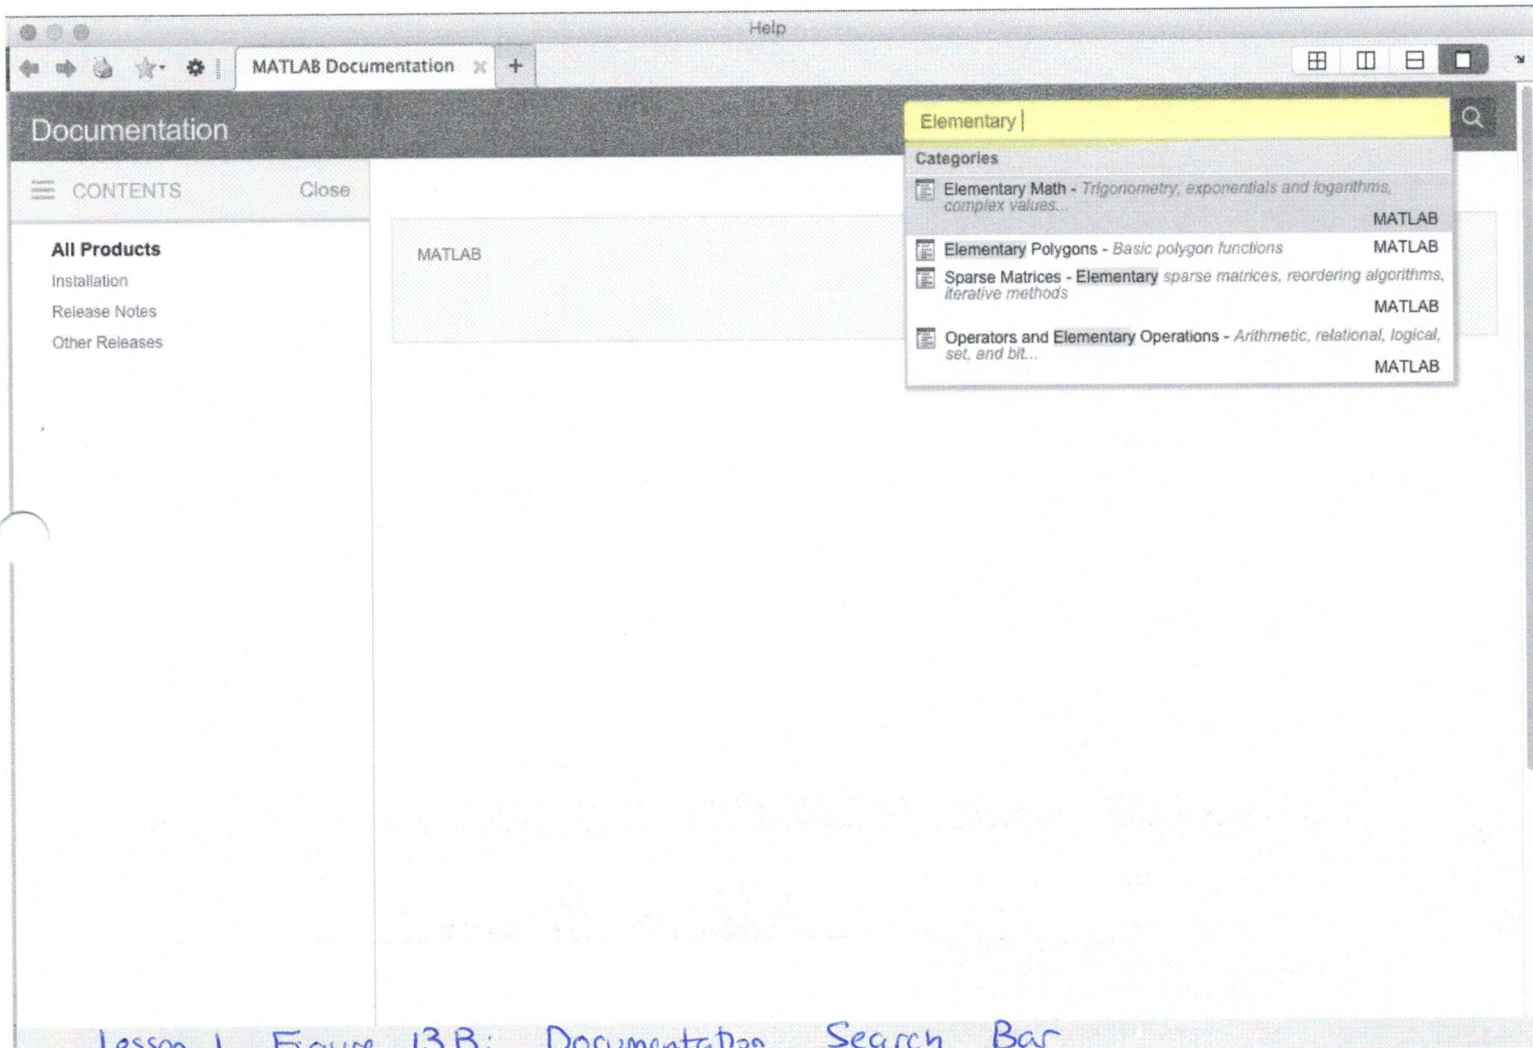 Help
MATLAB Documentation
Documentation
Elementary
CONTENTS Close
Categories
Elementary Math - Trigonometry, exponentials and logarithms,
complex values...
MATLAB
Elementary Polygons - Basic polygon functions MATLAB
Sparse Matrices - Elementary sparse matrices, reordering algorithms,
iterative methods
MATLAB
Operators and Elementary Operations - Arithmetic, relational, logical,
set, and bit...
MATLAB
All Products
Installation
Release Notes
Other Releases
MATLAB
Lesson 1 Figure 13.B: Documentation Search Bar